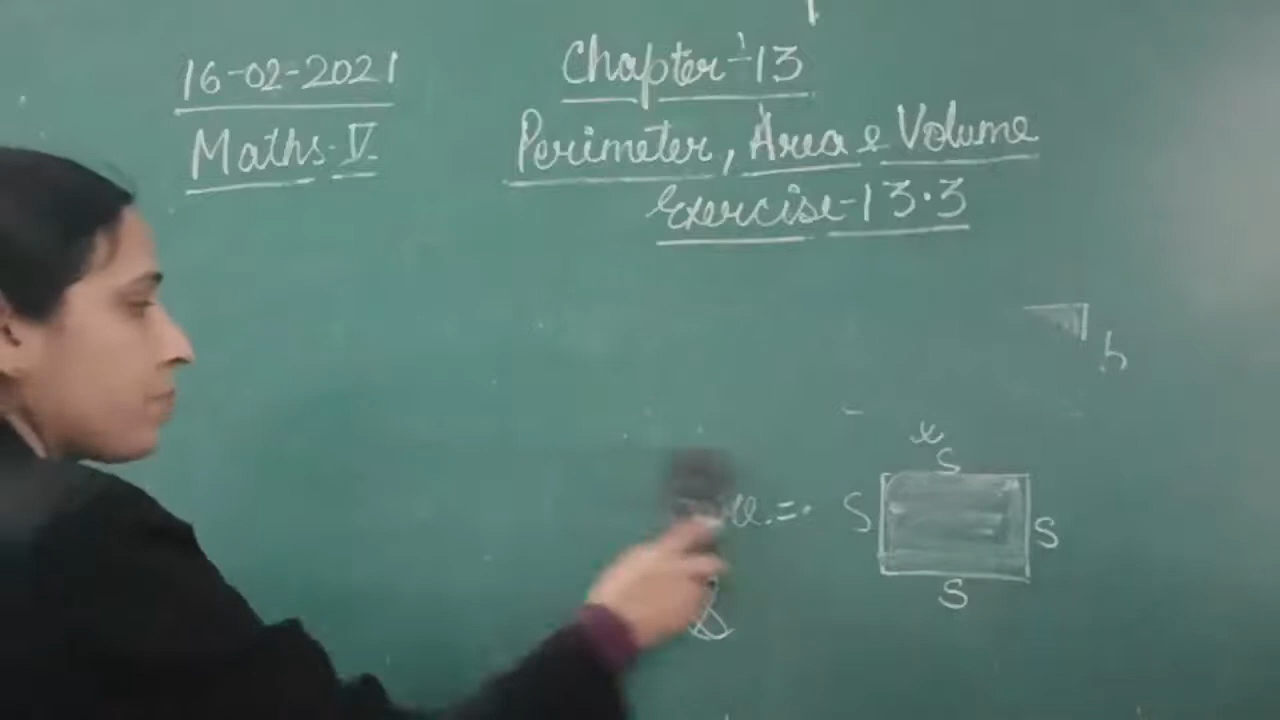 16-02-2021
Maths-V
Chapter-13
Perimeter, Area & Volume
Exercise-13.3
b
S
S
S
S